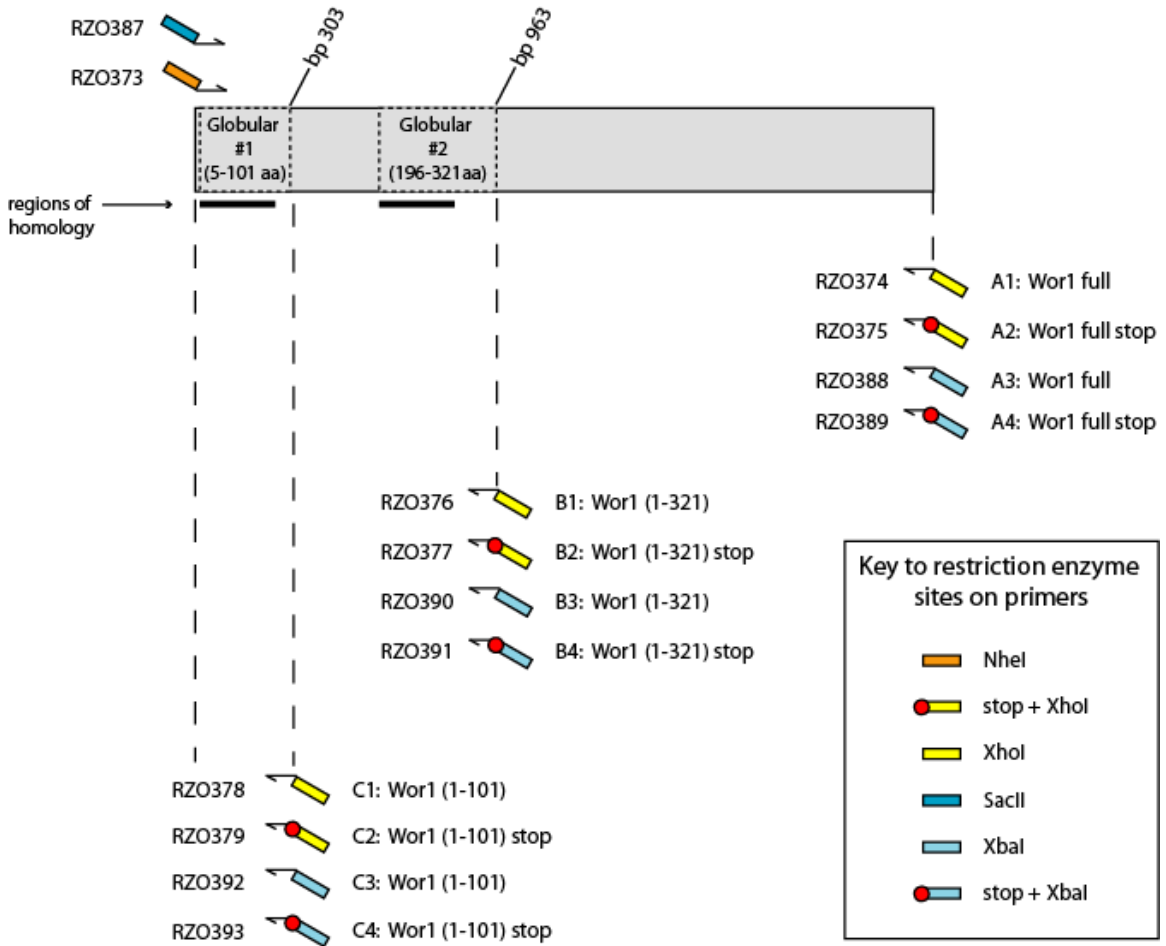 RZO387
RZO373
bp 303
bp 963
Globular
#1
(5-101 aa)
Globular
#2
(196-321aa)
regions of
homology
RZO374 A1: Wor1 full
RZO375 A2: Wor1 full stop
RZO388 A3: Wor1 full
RZO389 A4: Wor1 full stop
RZO376 B1: Wor1 (1-321)
RZO377 B2: Wor1 (1-321) stop
RZO390 B3: Wor1 (1-321)
RZO391 B4: Wor1 (1-321) stop
RZO378 C1: Wor1 (1-101)
RZO379 C2: Wor1 (1-101) stop
RZO392 C3: Wor1 (1-101)
RZO393 C4: Wor1 (1-101) stop
Key to restriction enzyme
sites on primers
NheI
stop + XhoI
XhoI
SacII
XbaI
stop + XbaI